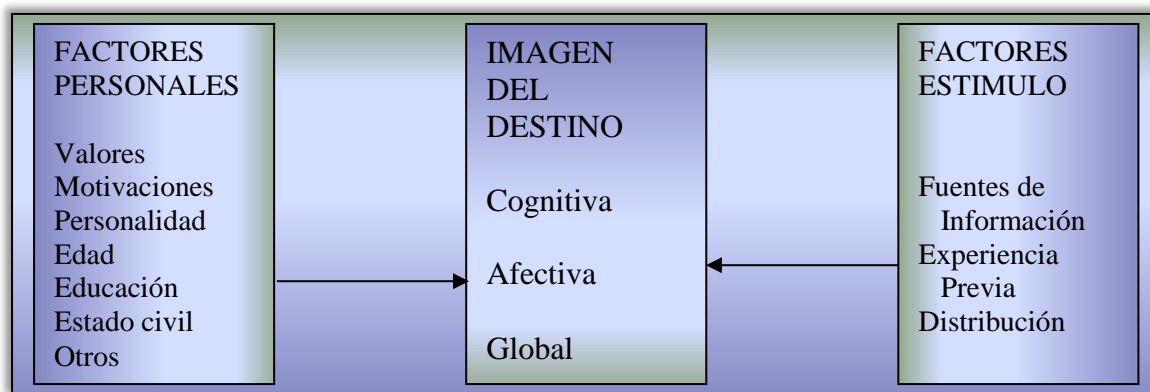 FACTORES
PERSONALES
Valores
Motivaciones
Personalidad
Edad
Educación
Estado civil
Otros
IMAGEN
DEL
DESTINO
Cognitiva
Afectiva
Global
FACTORES
ESTIMULO
Fuentes de
Información
Experiencia
Previa
Distribución